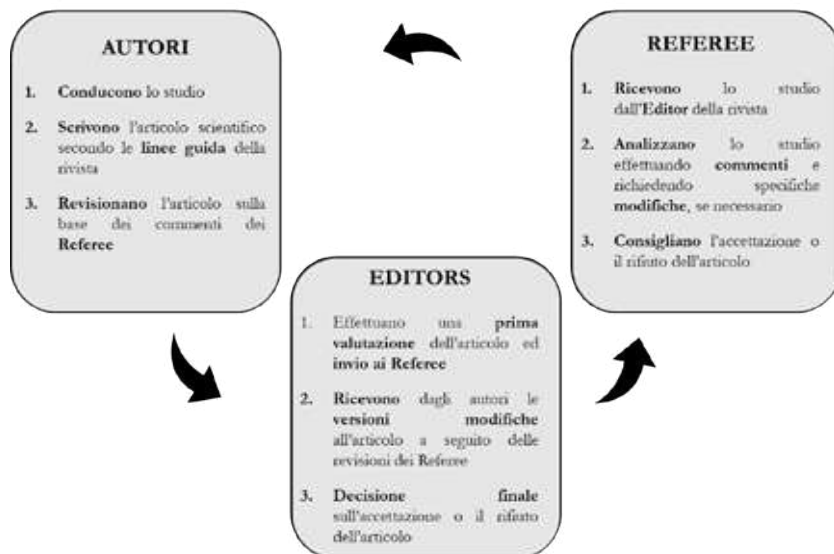 AUTORI
1. Conducono lo studio
2. Scrivono l'articolo scientifico
secondo le linee guida della
rivista
3. Revisionano l'articolo sulla
base dei commenti dei
Referee
EDITORS
1. Effettuano una prima
valutazione dell'articolo ed
invio ai Referee
2. Ricevono dagli autori le
versioni modifiche
all'articolo a seguito delle
revisioni dei Referee
3. Decisione finale
sull'accettazione o il rifiuto
dell'articolo
REFEREE
1. Ricevono lo studio
dall'Editor della rivista
2. Analizzano lo studio
effettuando commenti e
richiedendo specifiche
modifiche, se necessario
3. Consigliano l'accettazione o
il rifiuto dell'articolo